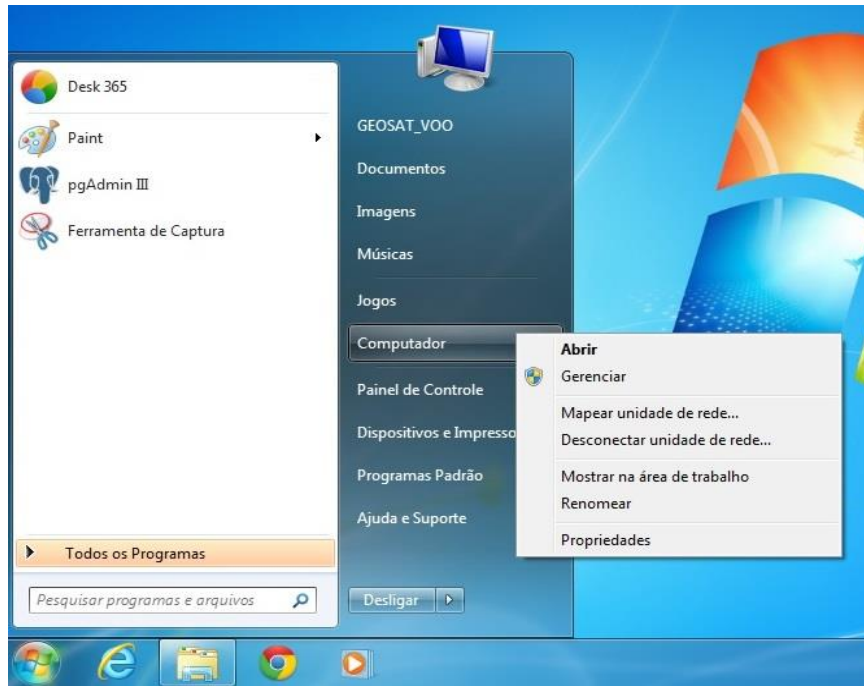 Desk 365
Paint
pgAdmin III
Ferramenta de Captura
Todos os Programas
Pesquisar programas e arquivos
GEOSAT_VOO
Documentos
Imagens
Músicas
Jogos
Computador
Painel de Controle
Dispositivos e Impresso
Programas Padrão
Ajuda e Suporte
Desligar
Abrir
Gerenciar
Mapear unidade de rede...
Desconectar unidade de rede...
Mostrar na área de trabalho
Renomear
Propriedades